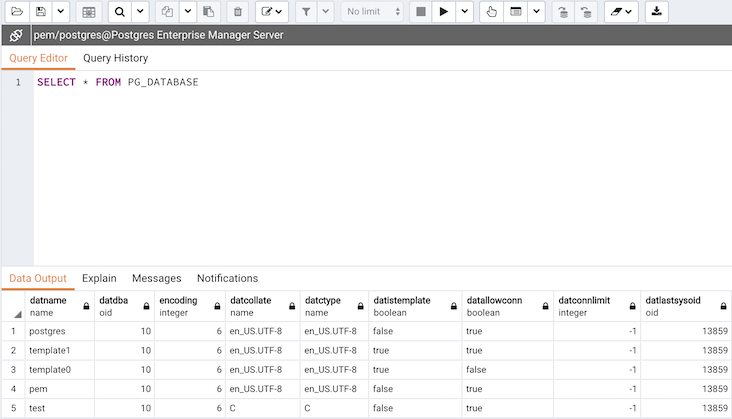 No limit
pem/postgres@Postgres Enterprise Manager Server
Query Editor Query History
1 SELECT * FROM PG_DATABASE
Data Output Explain Messages Notifications
datname datdba encoding datcollate datctype datistemplate datallowconn datconnlimit datlastsysoid
name oid integer name name boolean boolean integer oid
1 postgres 10 6 en_US.UTF-8 en_US.UTF-8 false true -1 13859
2 template1 10 6 en_US.UTF-8 en_US.UTF-8 true true -1 13859
3 template0 10 6 en_US.UTF-8 en_US.UTF-8 true false -1 13859
4 pem 10 6 en_US.UTF-8 en_US.UTF-8 false true -1 13859
5 test 10 6 C C false true -1 13859